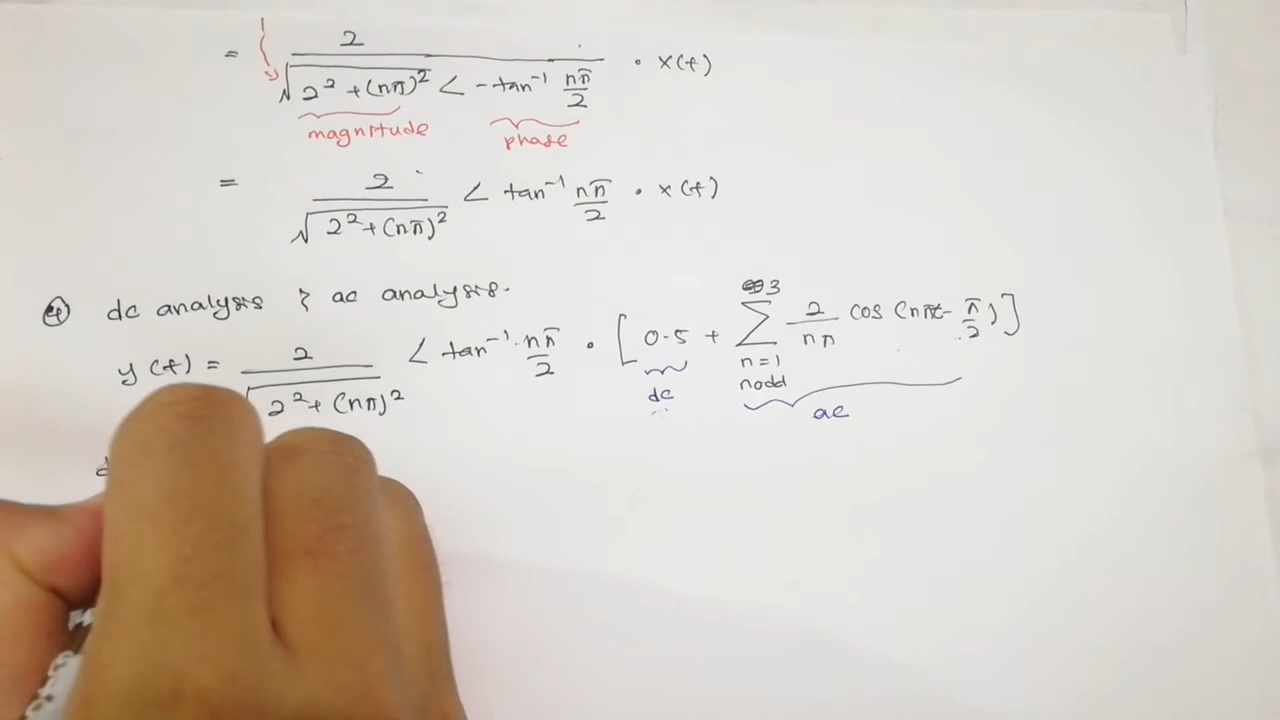 = 2 / √(2² + (nπ)²) ∠ -tan⁻¹ nπ/2 · x(t)
magnitude phase
= 2 / √(2² + (nπ)²) ∠ tan⁻¹ nπ/2 · x(t)
④ dc analysis & ac analysis.
y(t) = 2 / √(2² + (nπ)²) ∠ tan⁻¹ · nπ/2 · [0.5 + ∑ n=1 nodd 3 2/nπ cos (nπt - π/2)]
dc ac